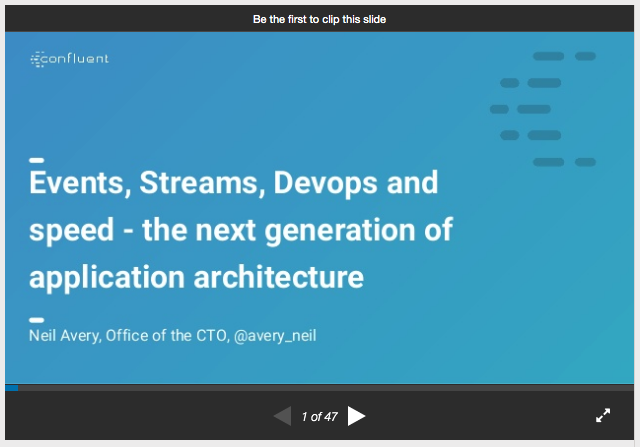 Be the first to clip this slide
confluent
Events, Streams, Devops and
speed - the next generation of
application architecture
Neil Avery, Office of the CTO, @avery_neil
1 of 47